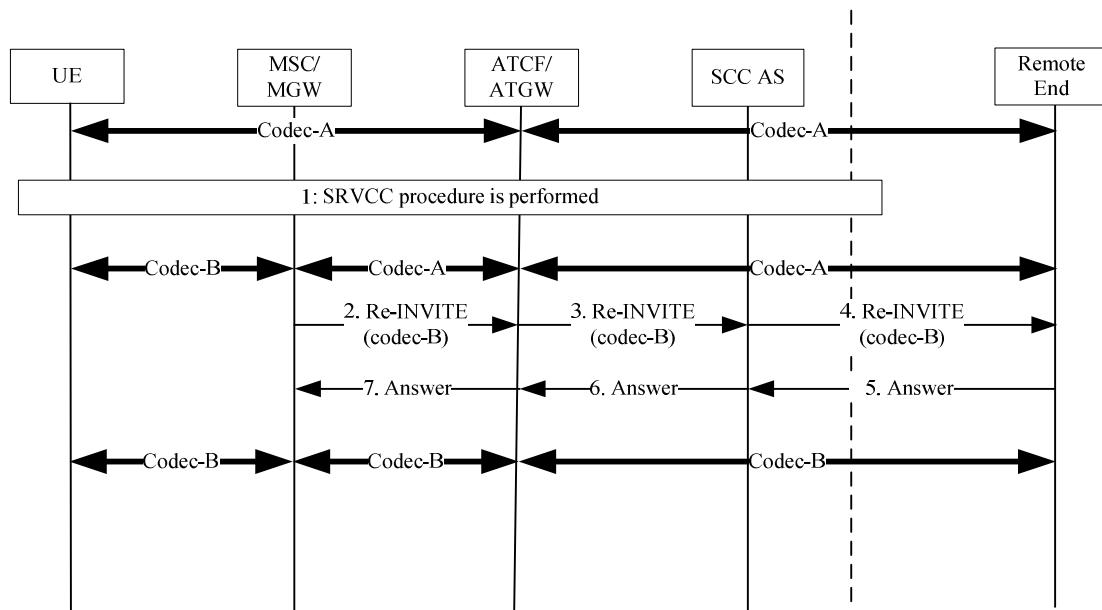 UE
MSC/
MGW
ATCF/
ATGW
SCC AS
Remote
End
Codec-A
Codec-A
1: SRVCC procedure is performed
Codec-B
Codec-A
Codec-A
2. Re-INVITE
(codec-B)
3. Re-INVITE
(codec-B)
4. Re-INVITE
(codec-B)
7. Answer
6. Answer
5. Answer
Codec-B
Codec-B
Codec-B